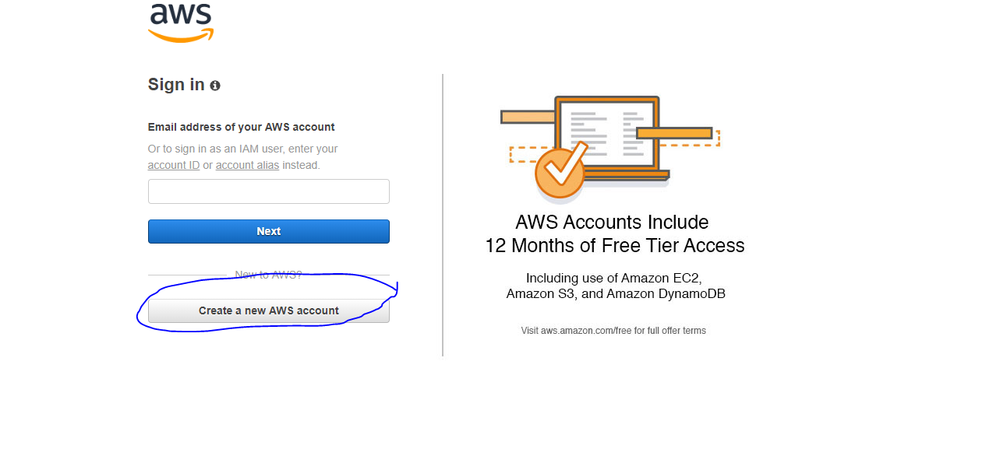 aws
Sign in
Email address of your AWS account
Or to sign in as an IAM user, enter your
account ID or account alias instead.
Next
New to AWS?
Create a new AWS account
AWS Accounts Include
12 Months of Free Tier Access
Including use of Amazon EC2,
Amazon S3, and Amazon DynamoDB
Visit aws.amazon.com/free for full offer terms